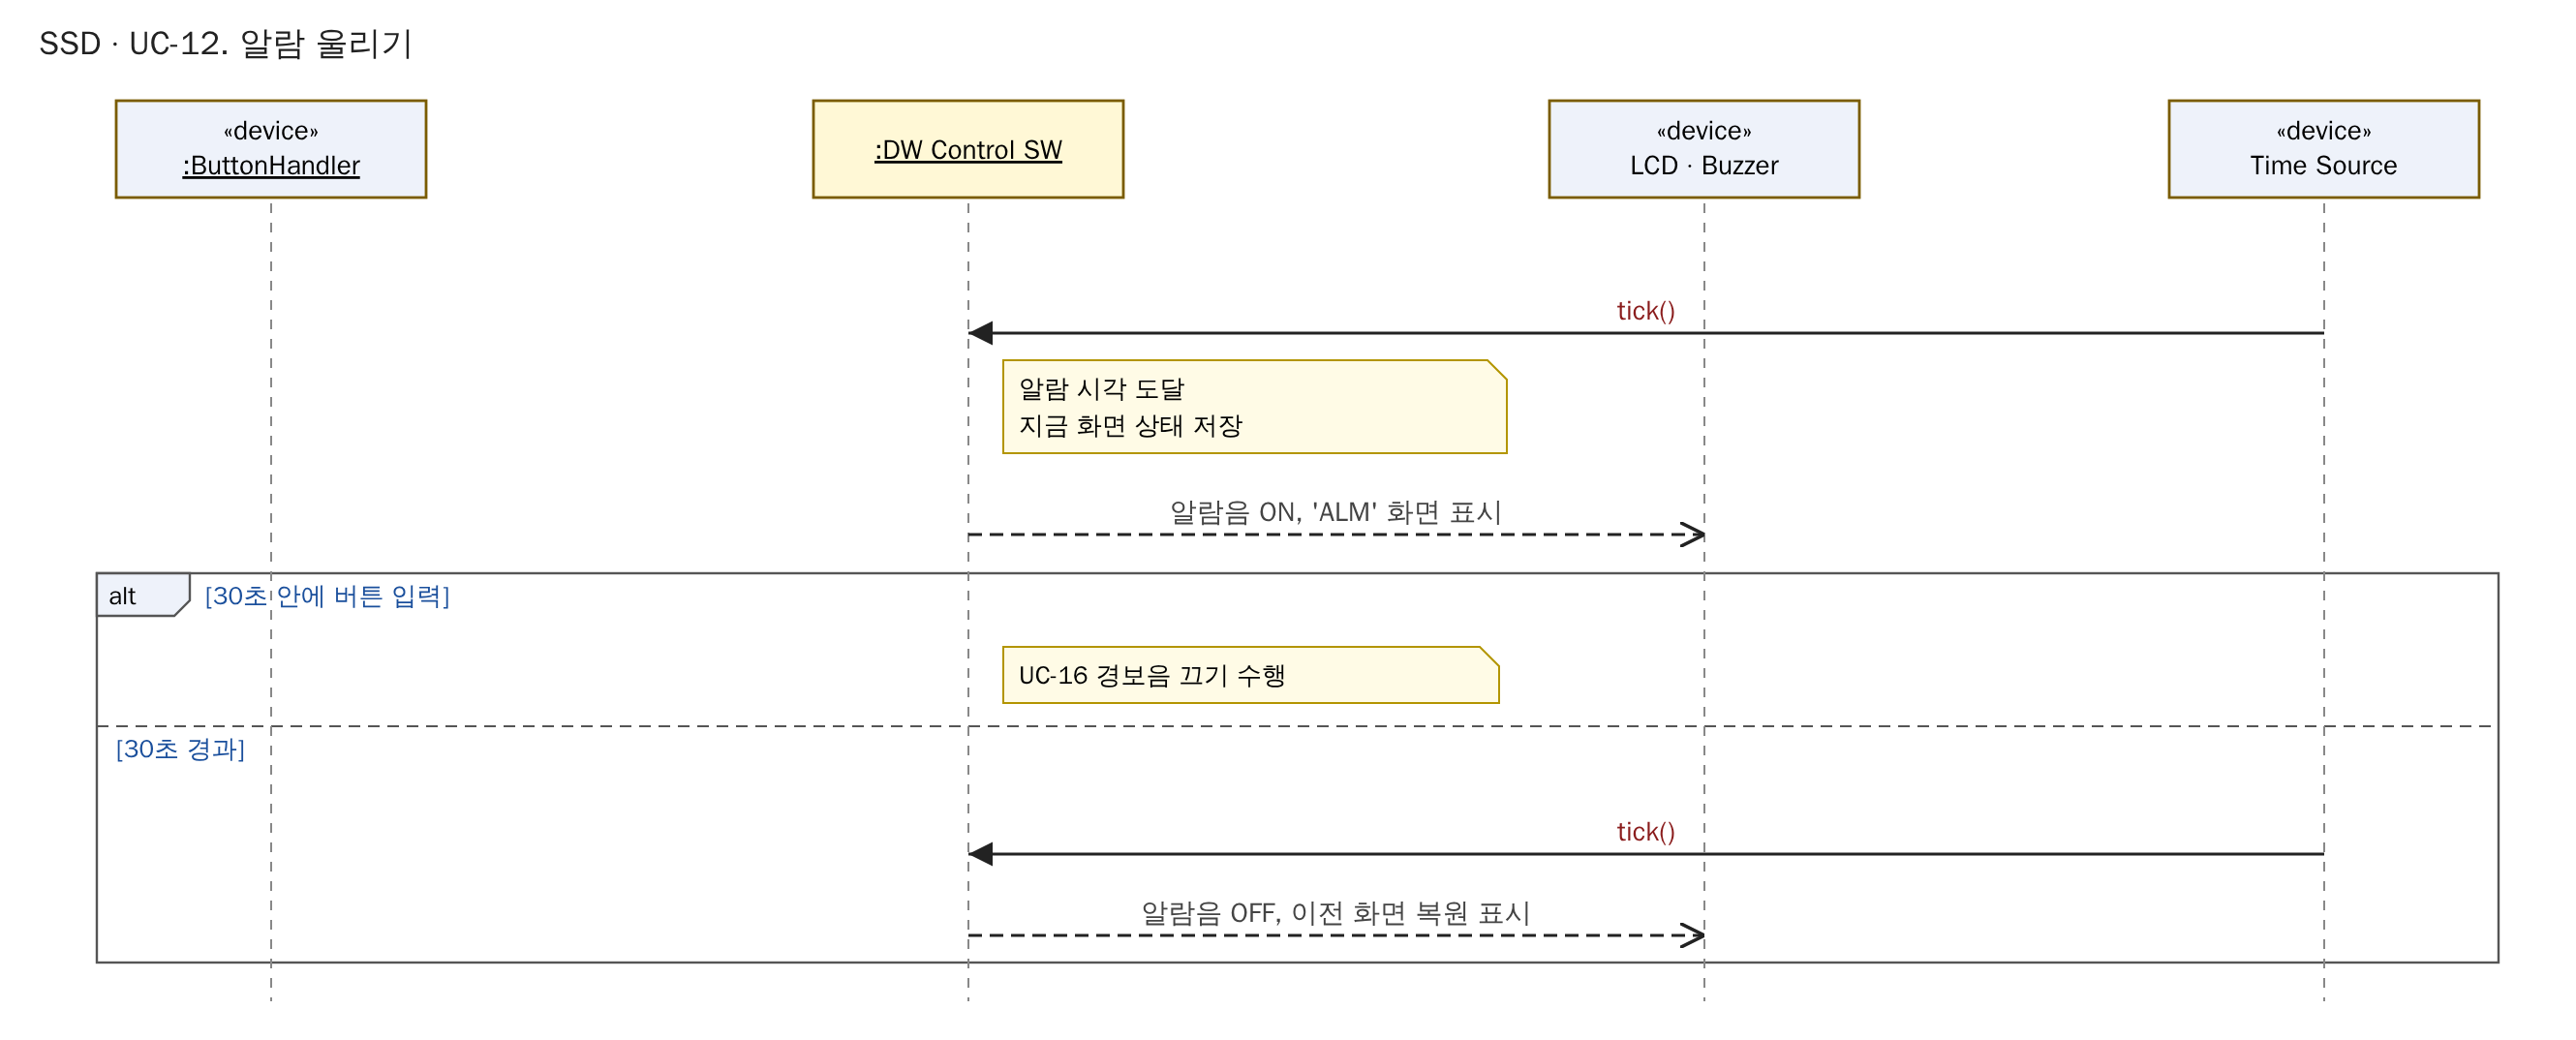 SSD · UC-12. 알람 울리기
«device»
:ButtonHandler
:DW Control SW
«device»
LCD · Buzzer
«device»
Time Source
tick()
알람 시각 도달
지금 화면 상태 저장
알람음 ON, 'ALM' 화면 표시
alt
[30초 안에 버튼 입력]
UC-16 경보음 끄기 수행
[30초 경과]
tick()
알람음 OFF, 이전 화면 복원 표시